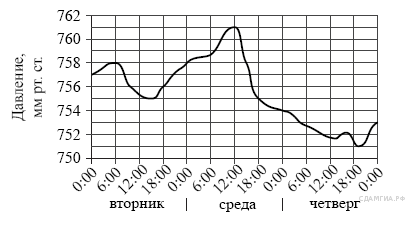 Давление,
мм рт. ст.
762
760
758
756
754
752
750
0:00 6:00 12:00 18:00 0:00 6:00 12:00 18:00 0:00 6:00 12:00 18:00 0:00
вторник среда четверг
СДАМГИА.РФ